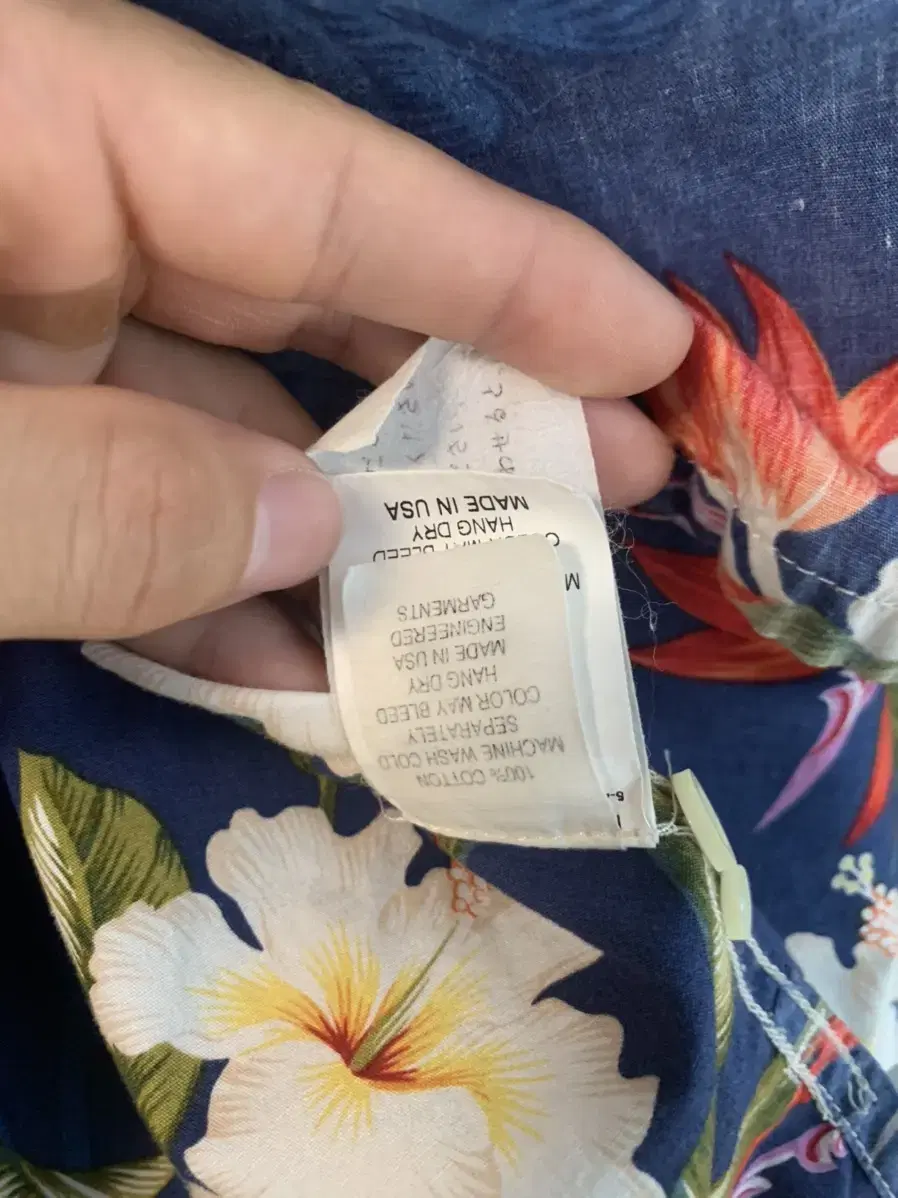 100% COTTON
MACHINE WASH COLD
SEPARATELY
COLOR MAY BLEED
HANG DRY
MADE IN USA
ENGINEERED
GARMENTS
M
BLEED
HANG DRY
MADE IN USA